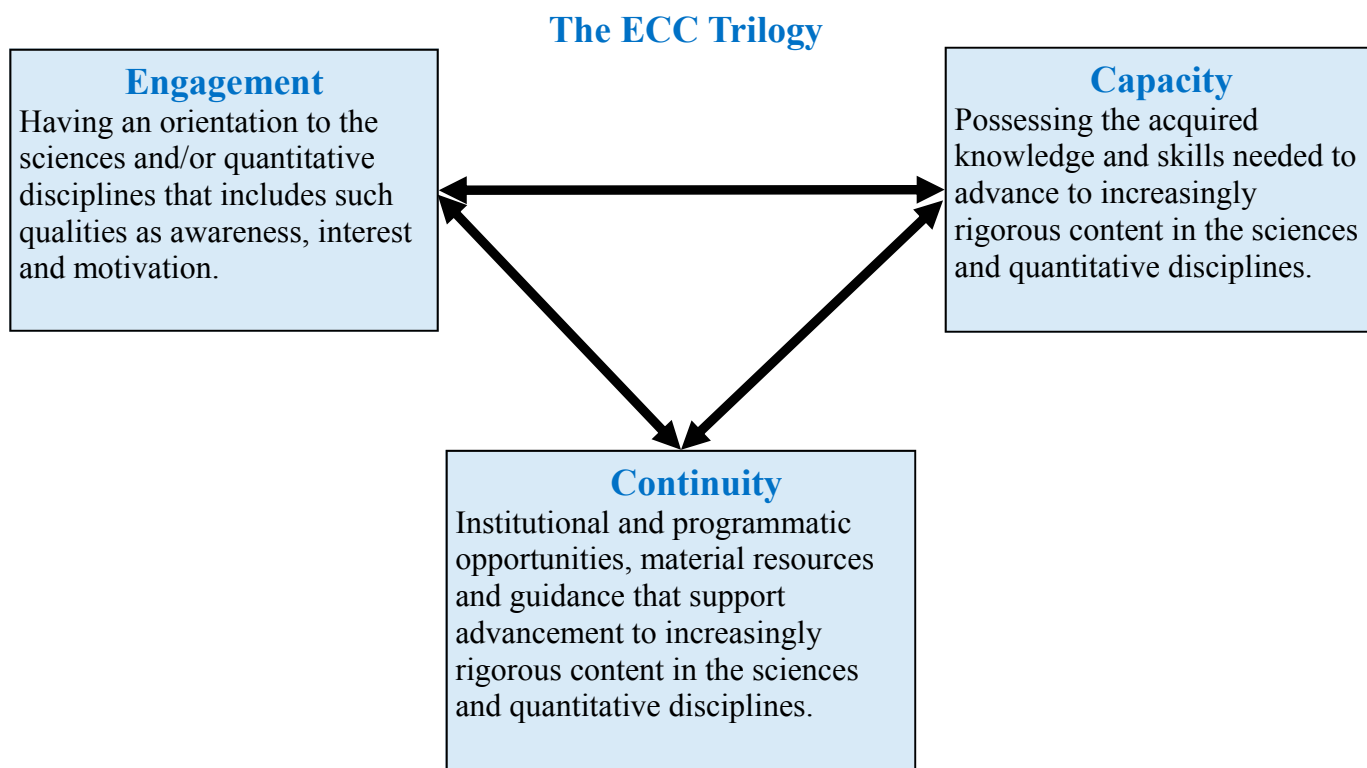 The ECC Trilogy
Engagement
Having an orientation to the
sciences and/or quantitative
disciplines that includes such
qualities as awareness, interest
and motivation.
Capacity
Possessing the acquired
knowledge and skills needed to
advance to increasingly
rigorous content in the sciences
and quantitative disciplines.
Continuity
Institutional and programmatic
opportunities, material resources
and guidance that support
advancement to increasingly
rigorous content in the sciences
and quantitative disciplines.